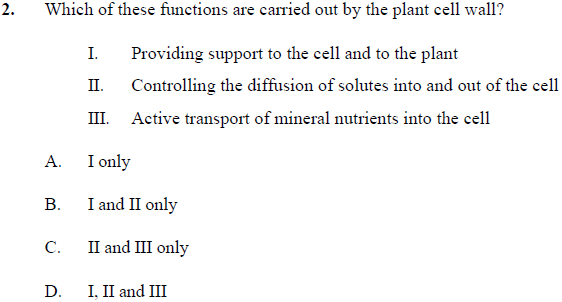 2. Which of these functions are carried out by the plant cell wall?
I. Providing support to the cell and to the plant
II. Controlling the diffusion of solutes into and out of the cell
III. Active transport of mineral nutrients into the cell
A. I only
B. I and II only
C. II and III only
D. I, II and III